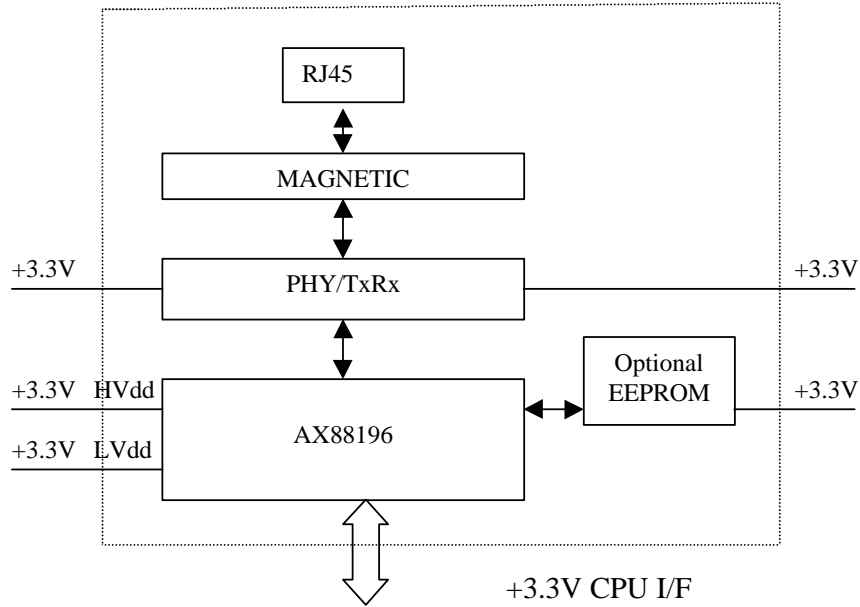 RJ45
MAGNETIC
+3.3V PHY/TxRx +3.3V
Optional
EEPROM
+3.3V HVdd +3.3V
AX88196
+3.3V LVdd
+3.3V CPU I/F